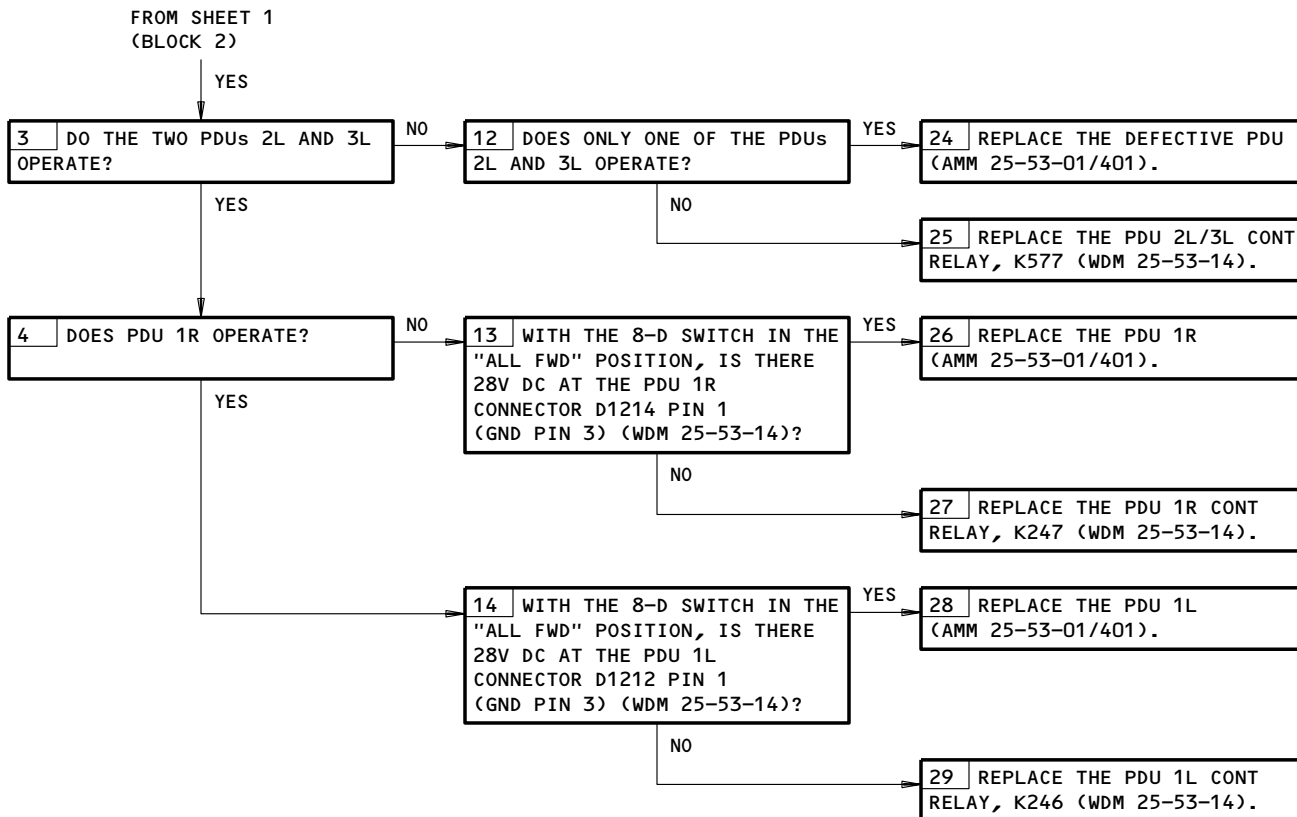 FROM SHEET 1
(BLOCK 2)
YES
3 DO THE TWO PDUs 2L AND 3L
OPERATE?
NO
12 DOES ONLY ONE OF THE PDUs
2L AND 3L OPERATE?
YES
24 REPLACE THE DEFECTIVE PDU
(AMM 25-53-01/401).
YES
NO
25 REPLACE THE PDU 2L/3L CONT
RELAY, K577 (WDM 25-53-14).
4 DOES PDU 1R OPERATE?
NO
13 WITH THE 8-D SWITCH IN THE
"ALL FWD" POSITION, IS THERE
28V DC AT THE PDU 1R
CONNECTOR D1214 PIN 1
(GND PIN 3) (WDM 25-53-14)?
YES
26 REPLACE THE PDU 1R
(AMM 25-53-01/401).
YES
NO
27 REPLACE THE PDU 1R CONT
RELAY, K247 (WDM 25-53-14).
14 WITH THE 8-D SWITCH IN THE
"ALL FWD" POSITION, IS THERE
28V DC AT THE PDU 1L
CONNECTOR D1212 PIN 1
(GND PIN 3) (WDM 25-53-14)?
YES
28 REPLACE THE PDU 1L
(AMM 25-53-01/401).
NO
29 REPLACE THE PDU 1L CONT
RELAY, K246 (WDM 25-53-14).